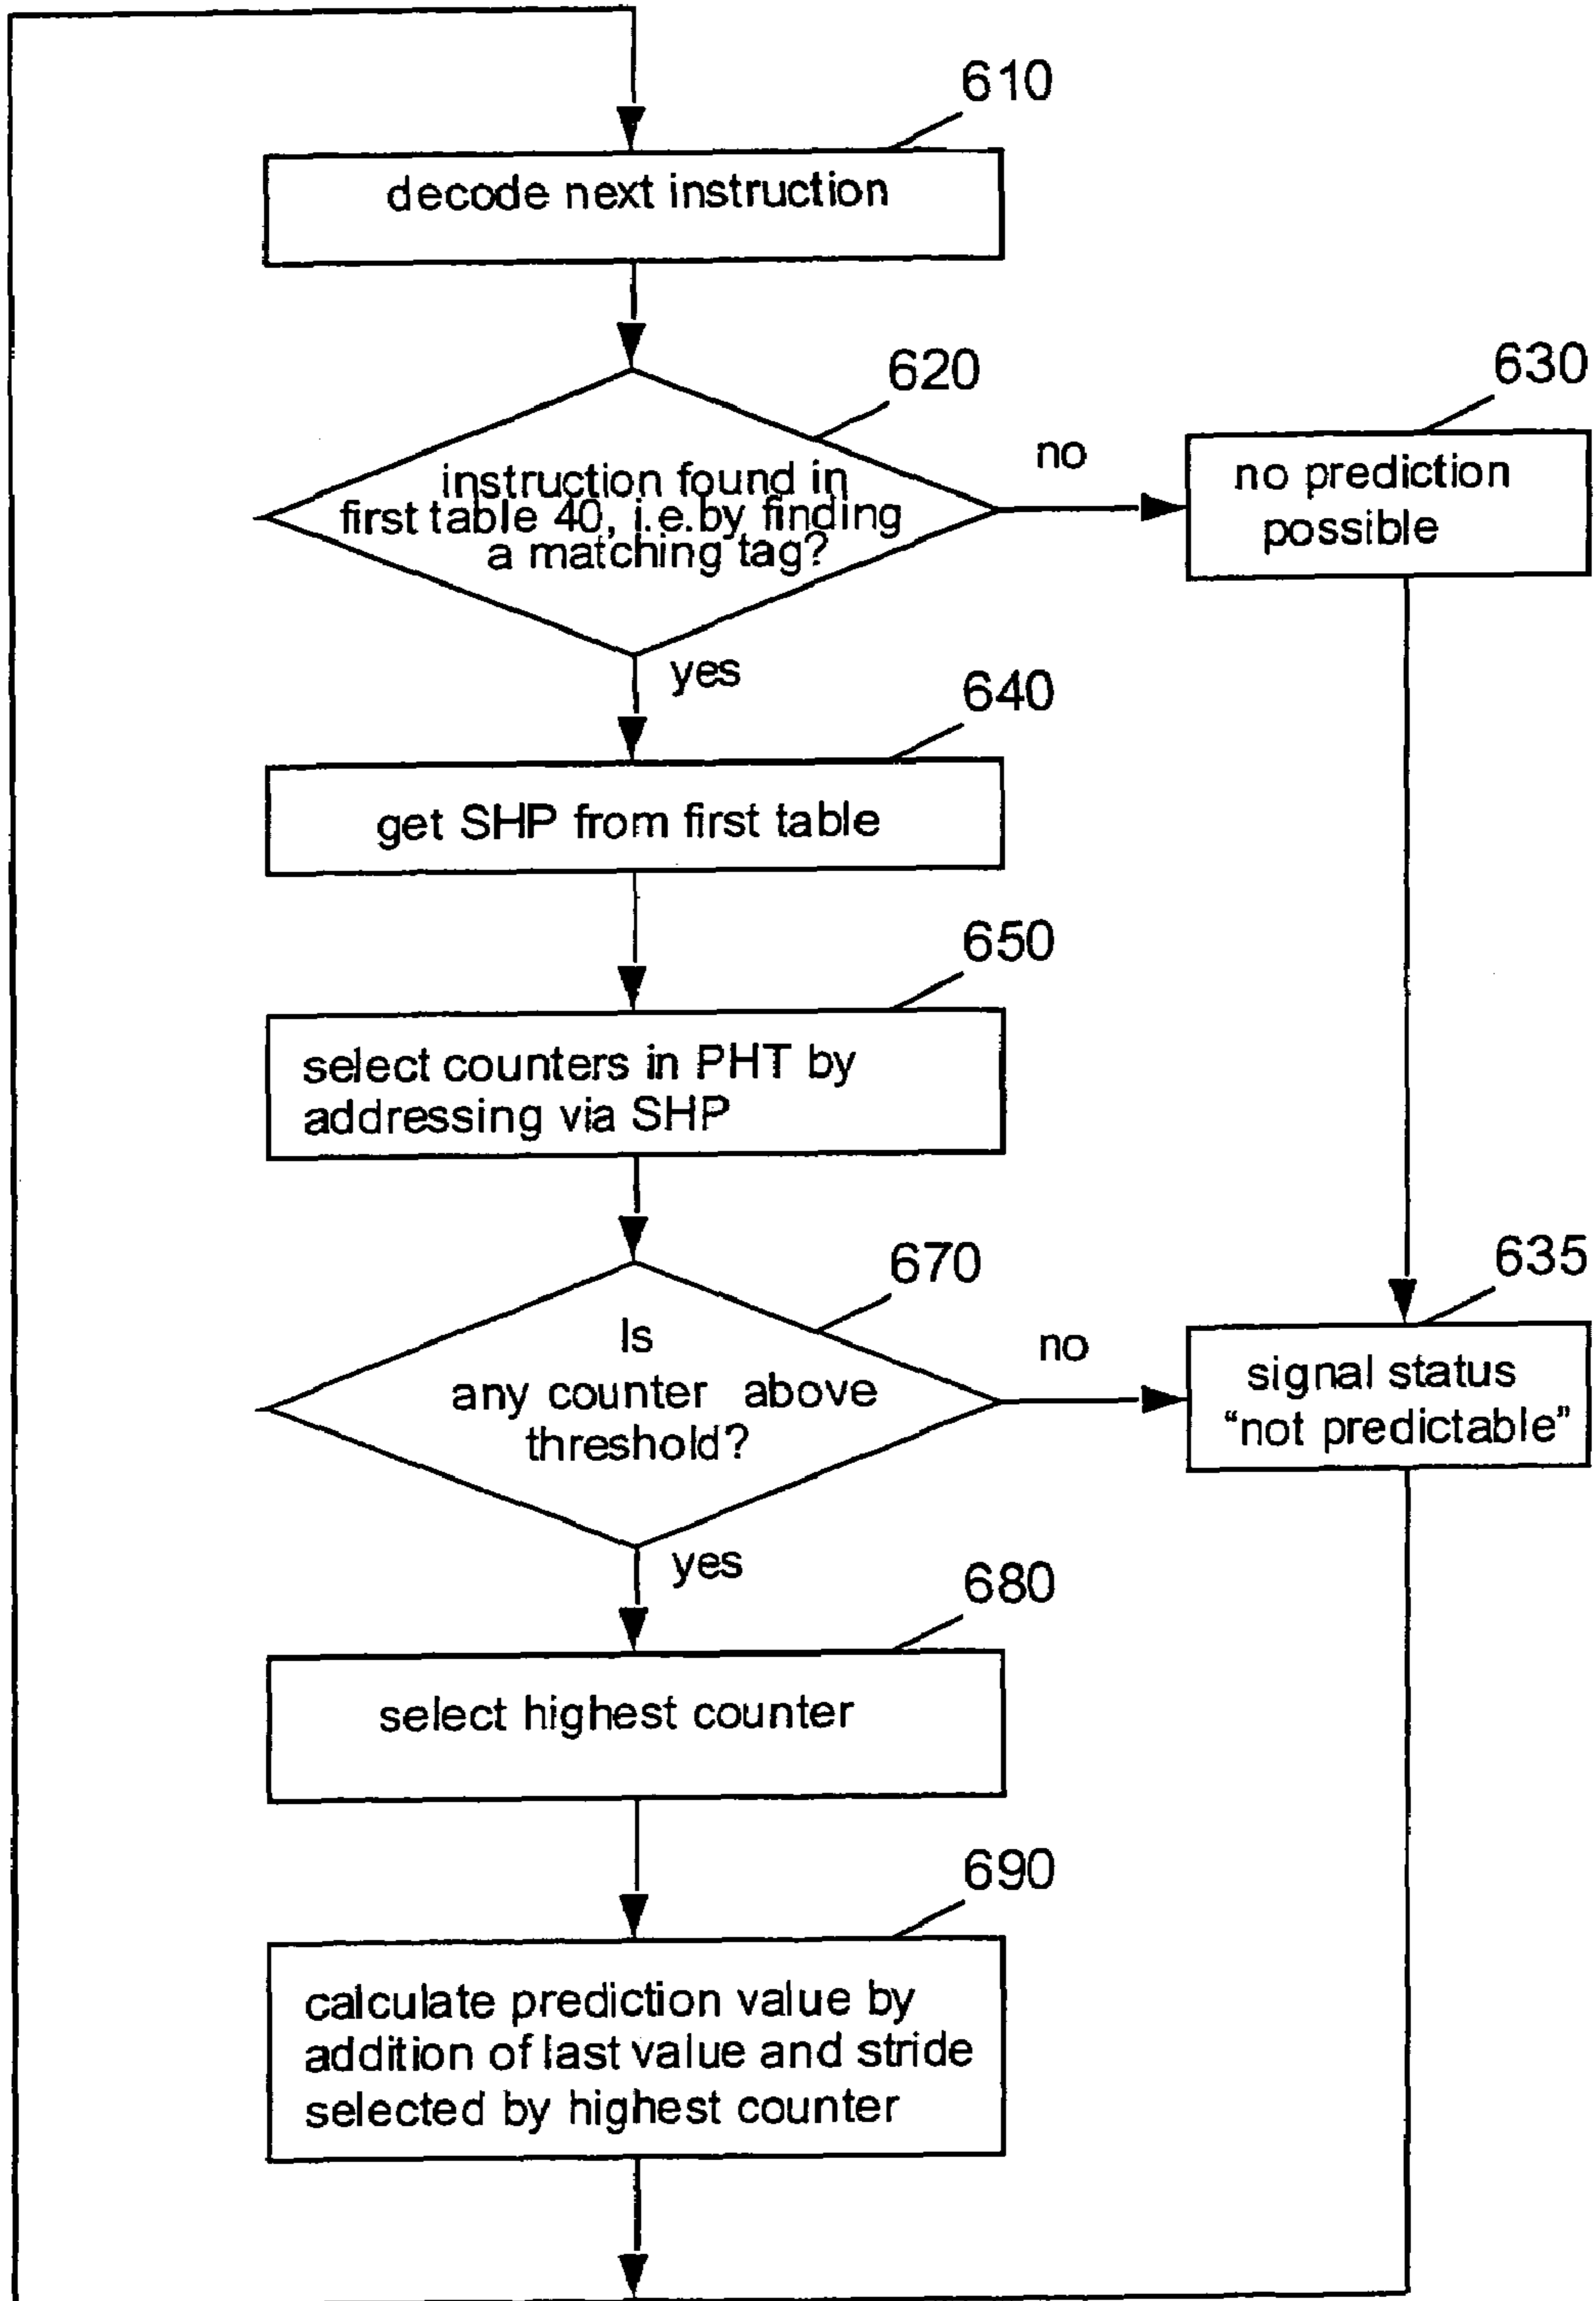 610
decode next instruction
620
instruction found in
first table 40, i.e.by finding
a matching tag?
no
630
no prediction
possible
yes
640
get SHP from first table
650
select counters in PHT by
addressing via SHP
670
Is
any counter above
threshold?
no
635
signal status
“not predictable”
yes
680
select highest counter
690
calculate prediction value by
addition of last value and stride
selected by highest counter